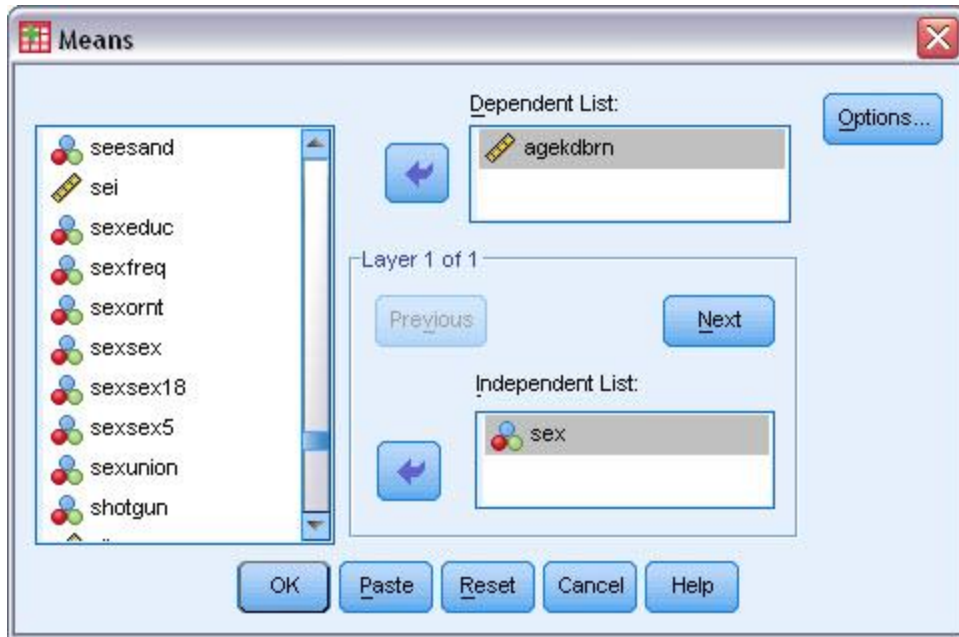 Means
Dependent List:
Options...
agekdbrn
seesand
sei
sexeduc
sexfreq
sexornt
sexsex
sexsex18
sexsex5
sexunion
shotgun
Layer 1 of 1
Previous
Next
Independent List:
sex
OK
Paste
Reset
Cancel
Help